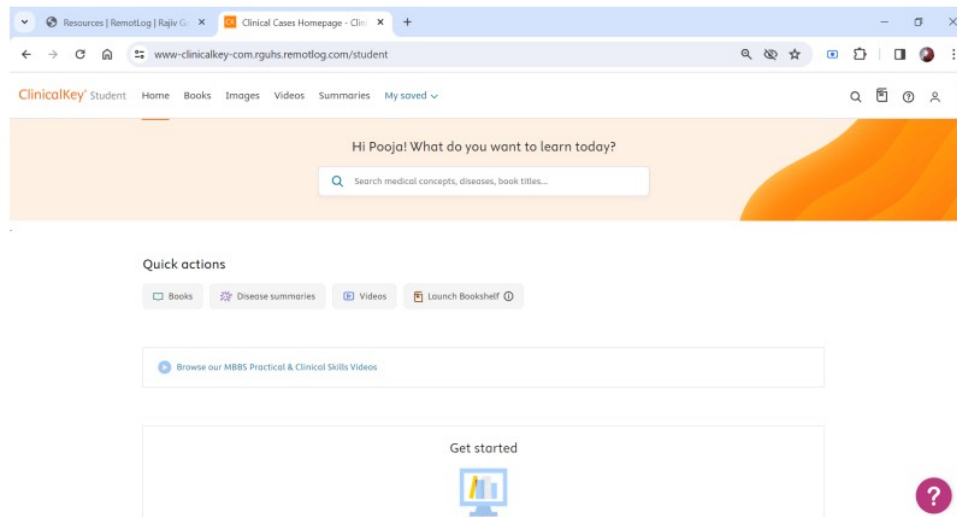 Resources | RemotLog | Rajiv G
Clinical Cases Homepage - Clin
www-clinicalkey-com.rguhs.remotlog.com/student
ClinicalKey® Student Home Books Images Videos Summaries My saved
Hi Pooja! What do you want to learn today?
Search medical concepts, diseases, book titles...
Quick actions
Books Disease summaries Videos Launch Bookshelf
Browse our MBBS Practical & Clinical Skills Videos
Get started
?